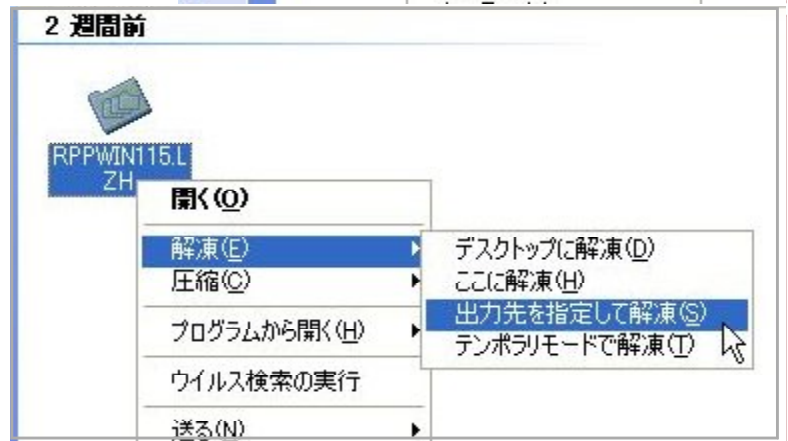 2 週間前
RPPWIN115.L
ZH
開く(O)
解凍(E)
圧縮(C)
プログラムから開く(H)
ウイルス検索の実行
送る(N)
デスクトップに解凍(D)
ここに解凍(H)
出力先を指定して解凍(S)
テンポラリモードで解凍(T)